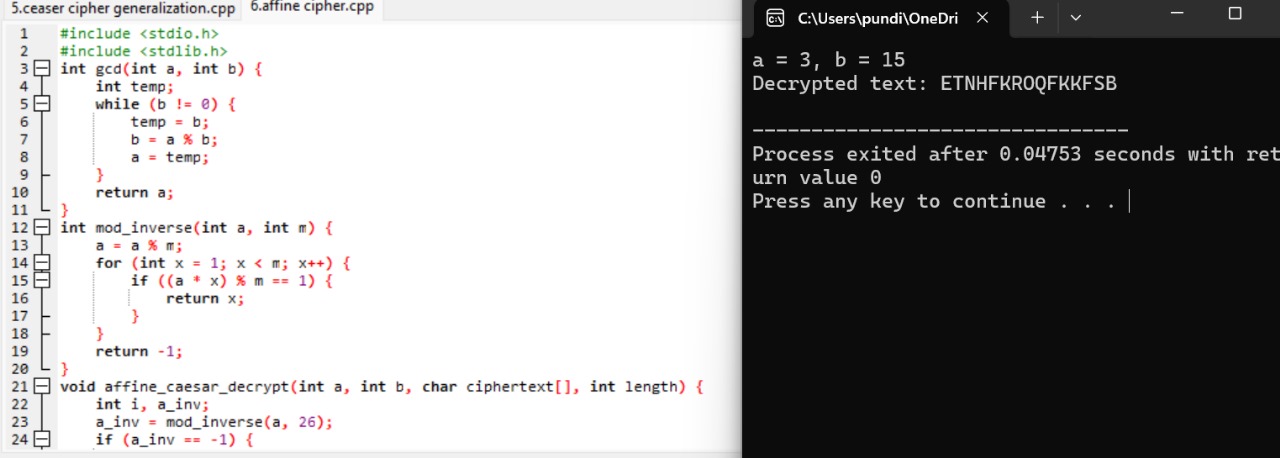 5.ceaser cipher generalization.cpp 6.affine cipher.cpp
1 #include <stdio.h>
2 #include <stdlib.h>
3 int gcd(int a, int b) {
4 int temp;
5 while (b != 0) {
6 temp = b;
7 b = a % b;
8 a = temp;
9 }
10 return a;
11 }
12 int mod_inverse(int a, int m) {
13 a = a % m;
14 for (int x = 1; x < m; x++) {
15 if ((a * x) % m == 1) {
16 return x;
17 }
18 }
19 return -1;
20 }
21 void affine_caesar_decrypt(int a, int b, char ciphertext[], int length) {
22 int i, a_inv;
23 a_inv = mod_inverse(a, 26);
24 if (a_inv == -1) {
C:\Users\pundi\OneDri
a = 3, b = 15
Decrypted text: ETNHFKROQFKKFSB
--------------------------------
Process exited after 0.04753 seconds with ret
urn value 0
Press any key to continue . . .